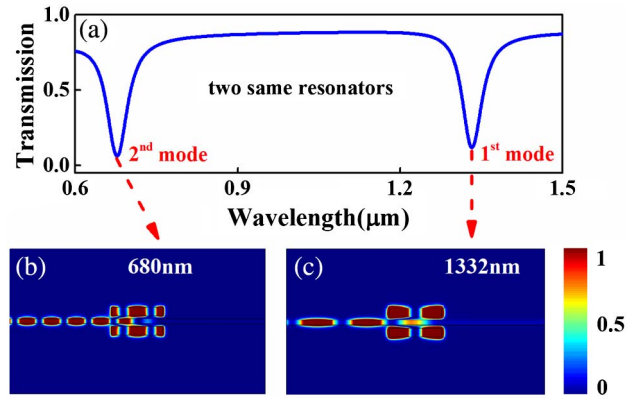 (a)
Transmission
1.0
0.5
0.0
two same resonators
2nd mode
1st mode
0.6
0.9
1.2
1.5
Wavelength(μm)
(b)
680nm
(c)
1332nm
1
0.5
0